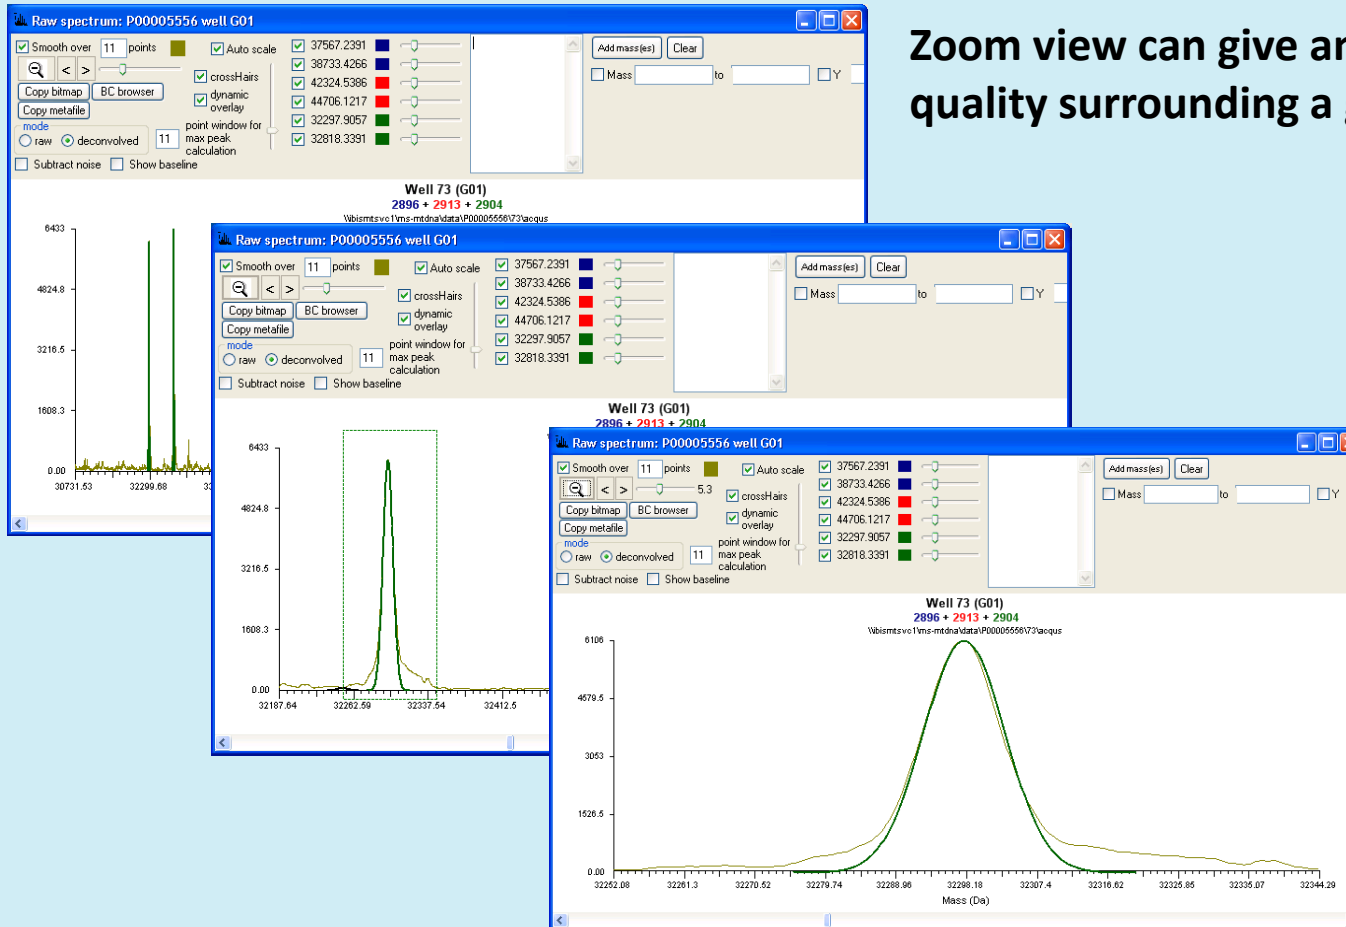 Zoom view can give an
quality surrounding a
Raw spectrum: P00005556 well G01
Smooth over 11 points
Auto scale
< >
crossHairs
Copy bitmap BC browser
dynamic overlay
Copy metafile
mode
raw deconvolved
11 point window for max peak calculation
Subtract noise Show baseline
37567.2391
38733.4266
42324.5386
44706.1217
32297.9057
32818.3391
Add mass(es) Clear
Mass to Y
Well 73 (G01)
2896 + 2913 + 2904
\\ibismtsvc1\ms-mtdna\data\P00005556\73\acqus
6433
4824.8
3216.5
1608.3
0.00
30731.53 32299.68
Raw spectrum: P00005556 well G01
Smooth over 11 points
Auto scale
< >
crossHairs
Copy bitmap BC browser
dynamic overlay
Copy metafile
mode
raw deconvolved
11 point window for max peak calculation
Subtract noise Show baseline
37567.2391
38733.4266
42324.5386
44706.1217
32297.9057
32818.3391
Add mass(es) Clear
Mass to Y
Well 73 (G01)
2896 + 2913 + 2904
6433
4824.8
3216.5
1608.3
0.00
32187.64 32262.59 32337.54 32412.5
Raw spectrum: P00005556 well G01
Smooth over 11 points
Auto scale
< > 5.3
crossHairs
Copy bitmap BC browser
dynamic overlay
Copy metafile
mode
raw deconvolved
11 point window for max peak calculation
Subtract noise Show baseline
37567.2391
38733.4266
42324.5386
44706.1217
32297.9057
32818.3391
Add mass(es) Clear
Mass to Y
Well 73 (G01)
2896 + 2913 + 2904
\\ibismtsvc1\ms-mtdna\data\P00005556\73\acqus
6106
4579.5
3053
1526.5
0.00
32252.08 32261.3 32270.52 32279.74 32288.96 32298.18 32307.4 32316.62 32325.85 32335.07 32344.29
Mass (Da)